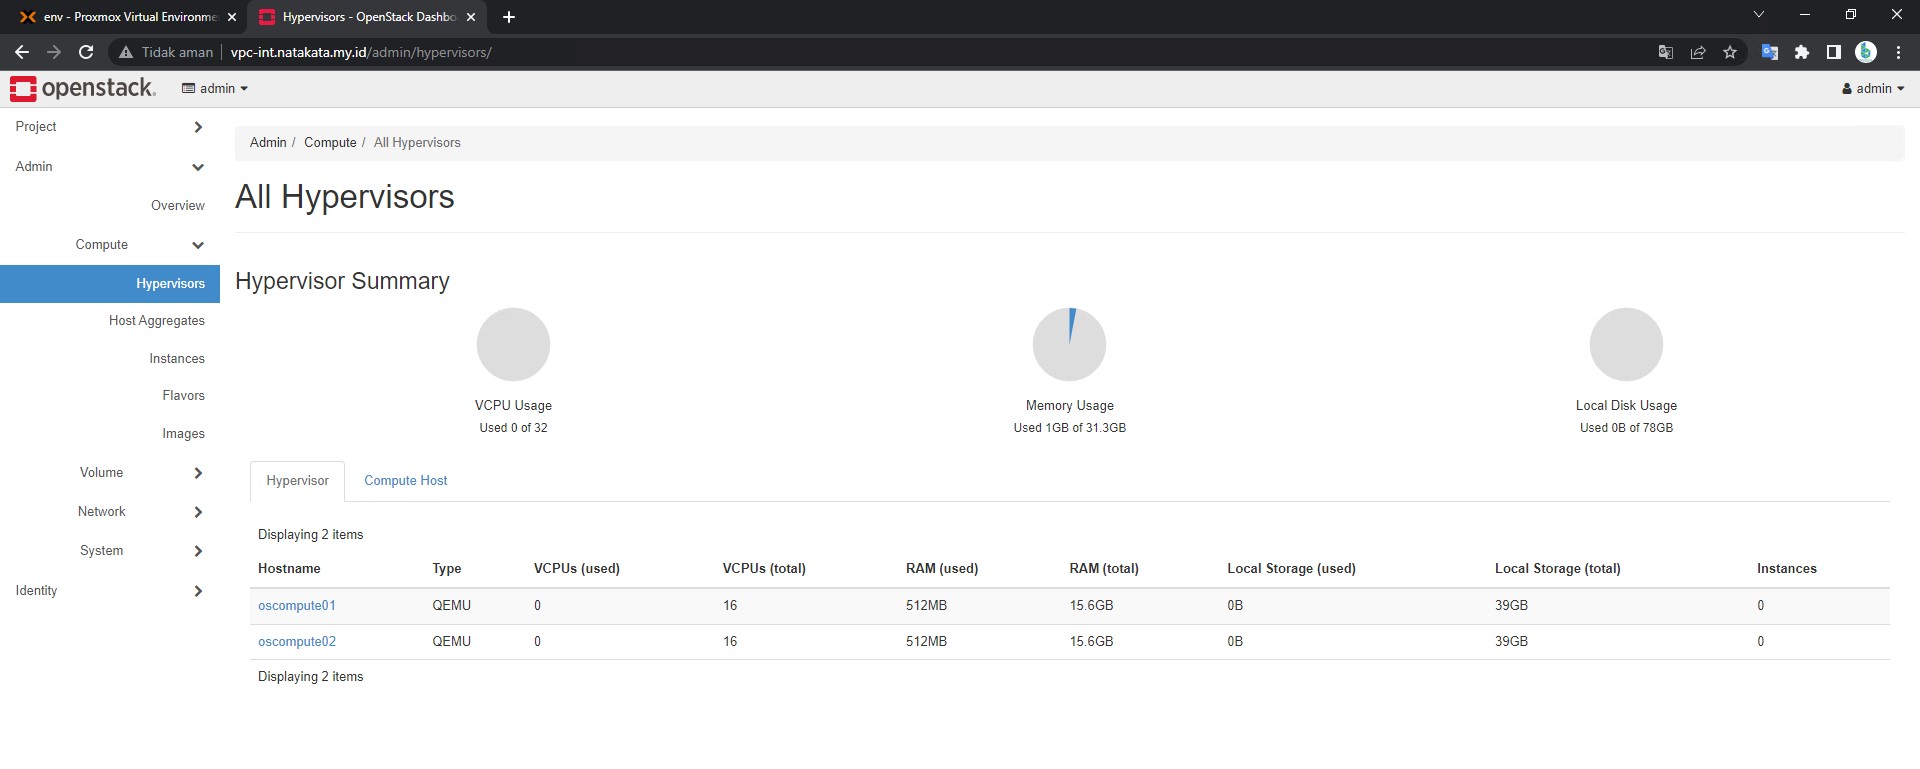 env - Proxmox Virtual Environme
Hypervisors - OpenStack Dashbo
Tidak aman | vpc-int.natakata.my.id/admin/hypervisors/
openstack.
admin
admin
Project
Admin
Overview
Compute
Hypervisors
Host Aggregates
Instances
Flavors
Images
Volume
Network
System
Identity
Admin / Compute / All Hypervisors
All Hypervisors
Hypervisor Summary
VCPU Usage
Used 0 of 32
Memory Usage
Used 1GB of 31.3GB
Local Disk Usage
Used 0B of 78GB
Hypervisor Compute Host
Displaying 2 items
Hostname Type VCPUs (used) VCPUs (total) RAM (used) RAM (total) Local Storage (used) Local Storage (total) Instances
oscompute01 QEMU 0 16 512MB 15.6GB 0B 39GB 0
oscompute02 QEMU 0 16 512MB 15.6GB 0B 39GB 0
Displaying 2 items